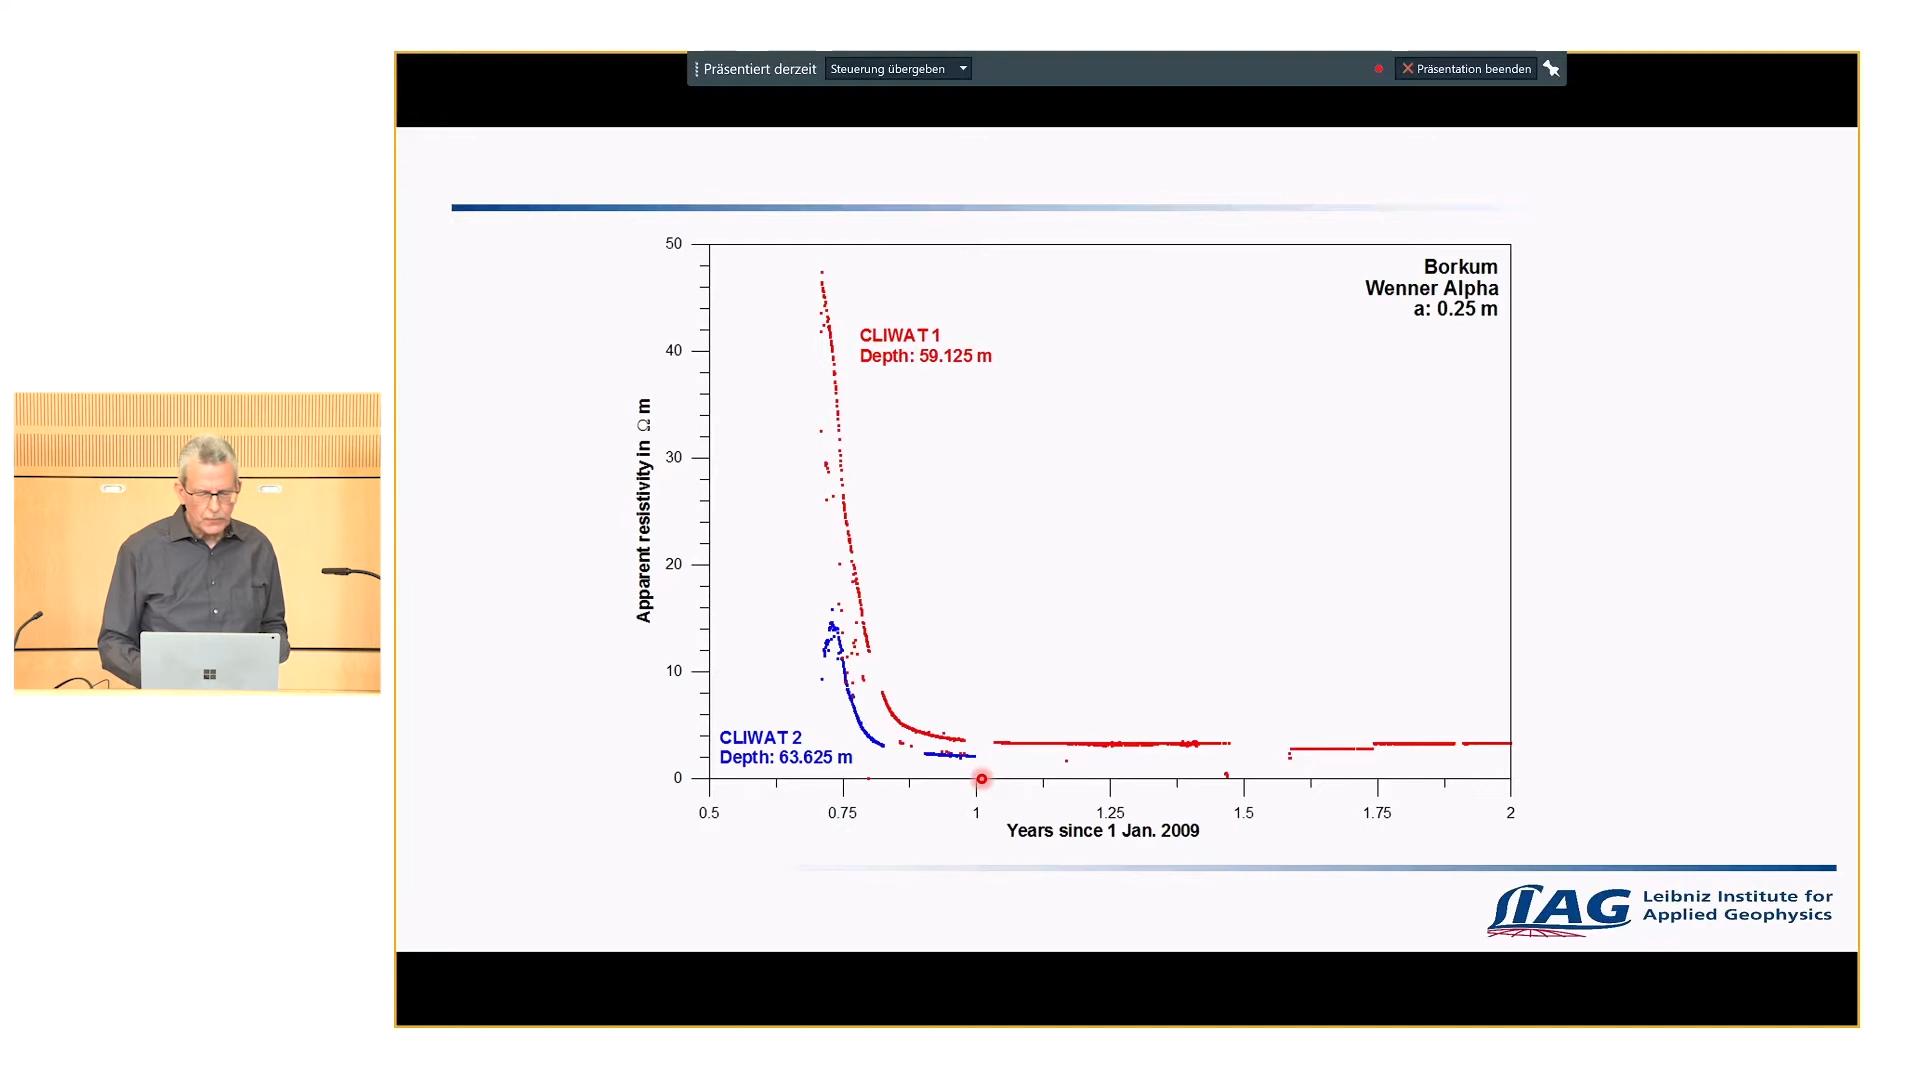 Präsentiert derzeit
Steuerung übergeben
Präsentation beenden
Borkum
Wenner Alpha
a: 0.25 m
CLIWAT 1
Depth: 59.125 m
CLIWAT 2
Depth: 63.625 m
Apparent resistivity in Ω m
50
40
30
20
10
0
0.5
0.75
1
1.25
1.5
1.75
2
Years since 1 Jan. 2009
LIAG
Leibniz Institute for
Applied Geophysics